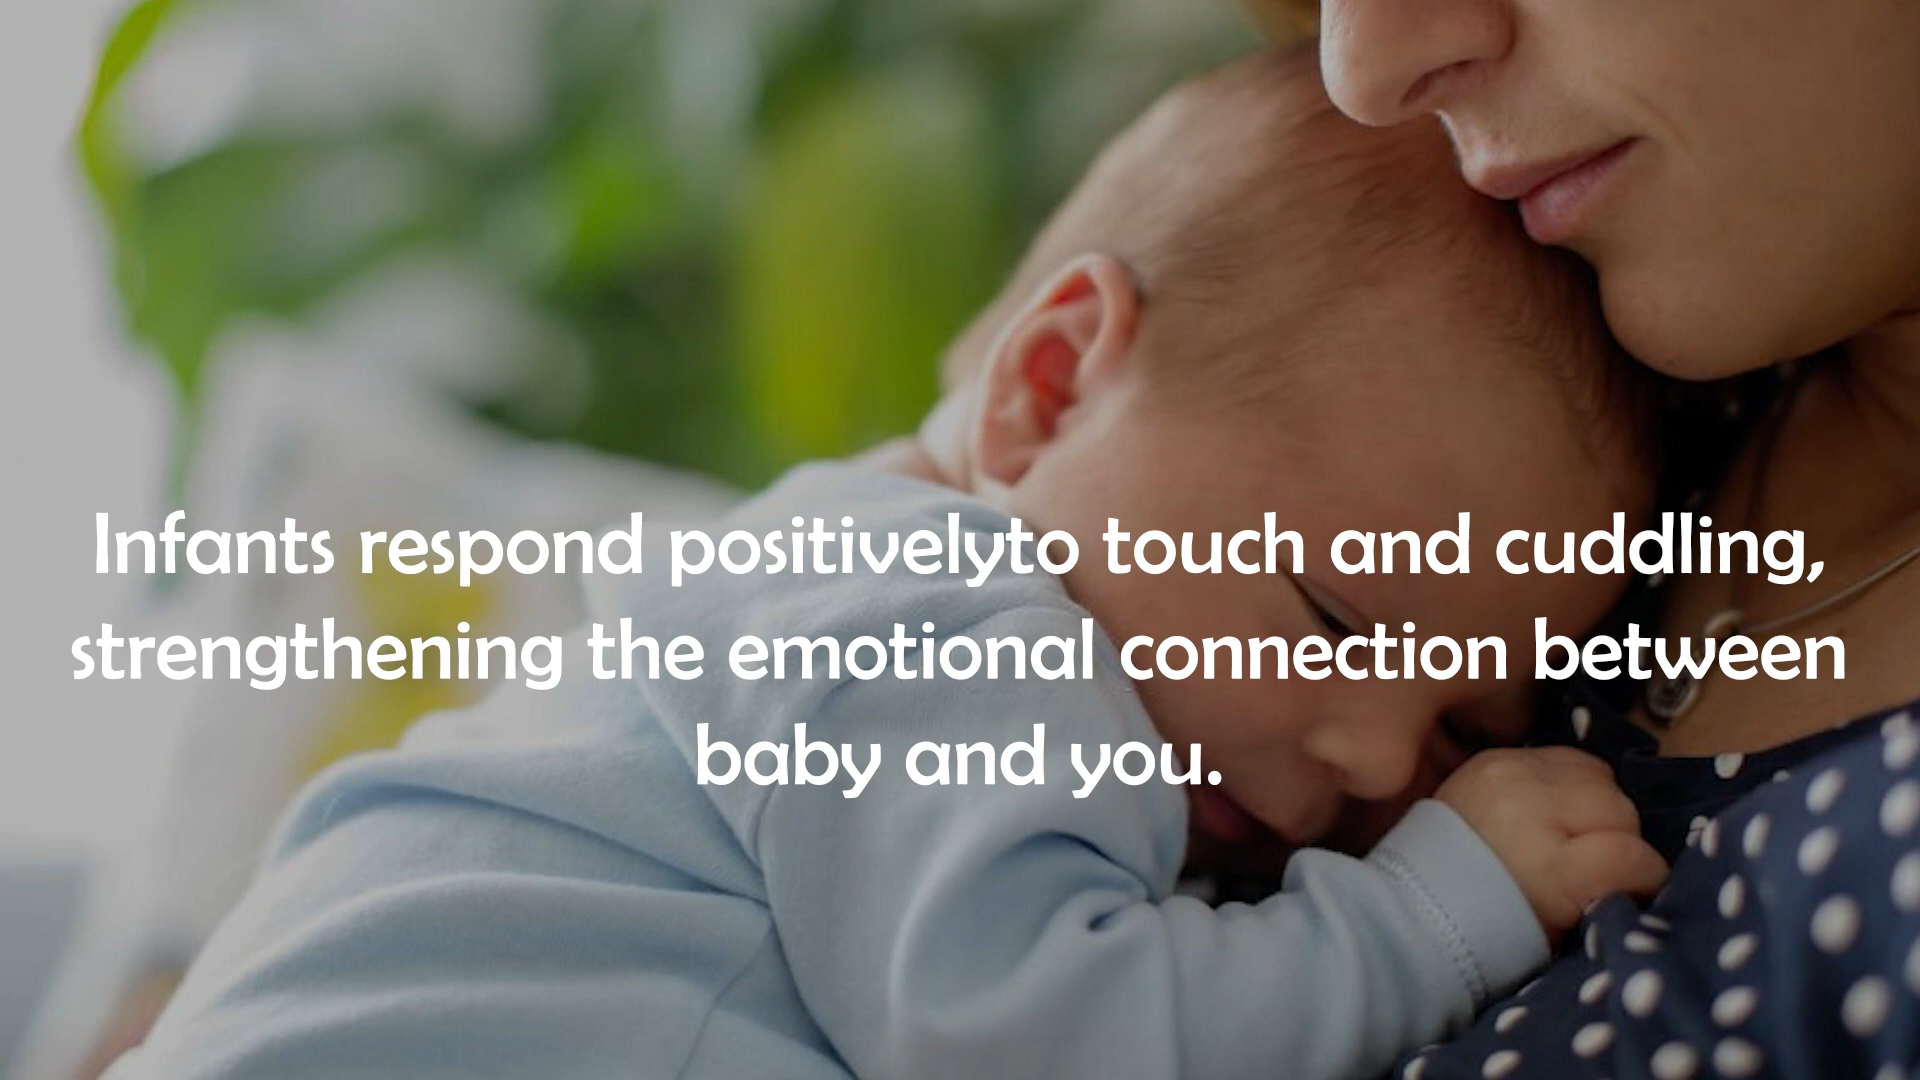 Infants respond positivelyto touch and cuddling,
strengthening the emotional connection between
baby and you.